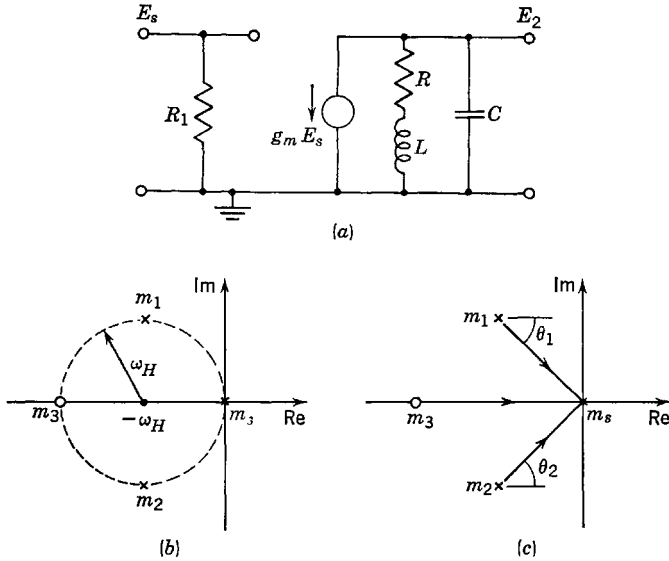 E_s E_2
R_1 g_m E_s R L C
(a)
Im Im
m_1 m_1 θ_1
ω_H
m_3 -ω_H m_3 Re m_3 m_s Re
m_2 m_2 θ_2
(b) (c)